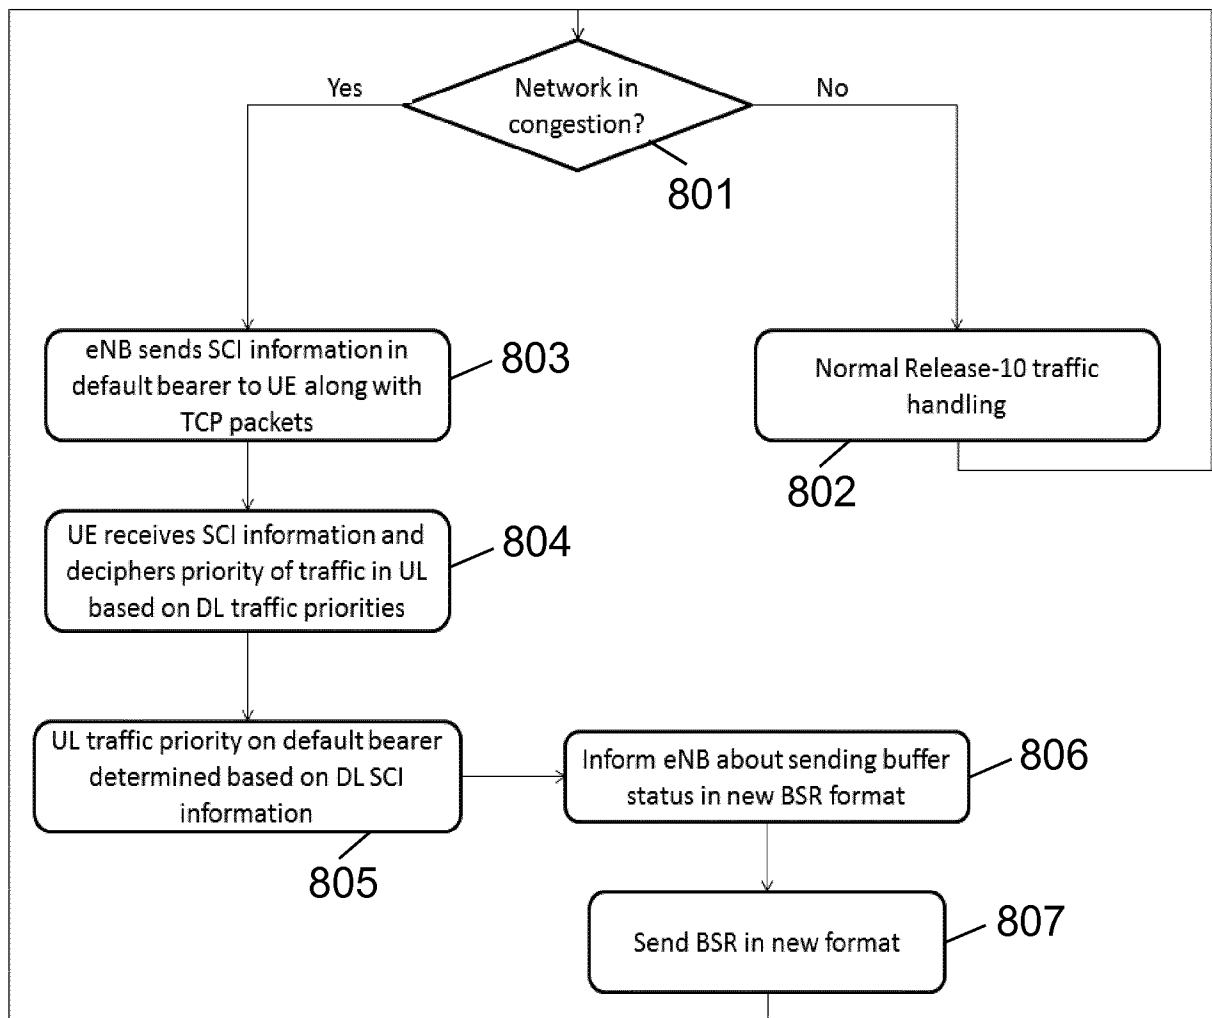 Yes
Network in
congestion?
No
801
eNB sends SCI information in
default bearer to UE along with
TCP packets
803
Normal Release-10 traffic
handling
802
UE receives SCI information and
deciphers priority of traffic in UL
based on DL traffic priorities
804
UL traffic priority on default bearer
determined based on DL SCI
information
805
Inform eNB about sending buffer
status in new BSR format
806
Send BSR in new format
807